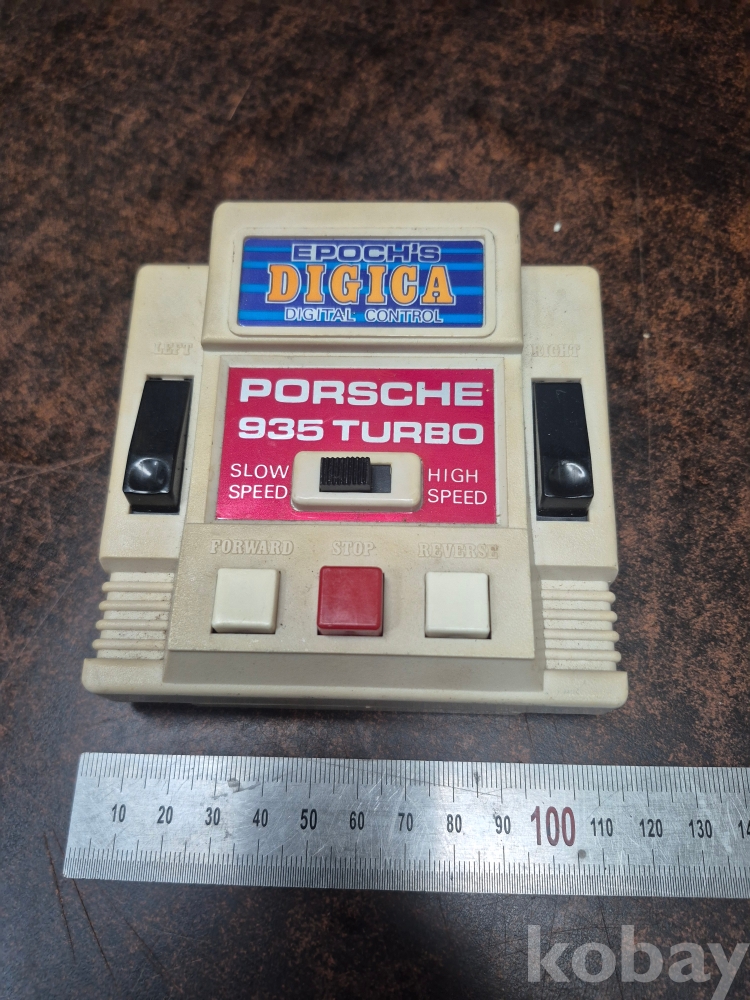 EPOCH'S
DIGICA
DIGITAL CONTROL
LEFT
RIGHT
PORSCHE
935 TURBO
SLOW SPEED
HIGH SPEED
FORWARD STOP REVERSE
10 20 30 40 50 60 70 80 90 100 110 120 130 14
kobay